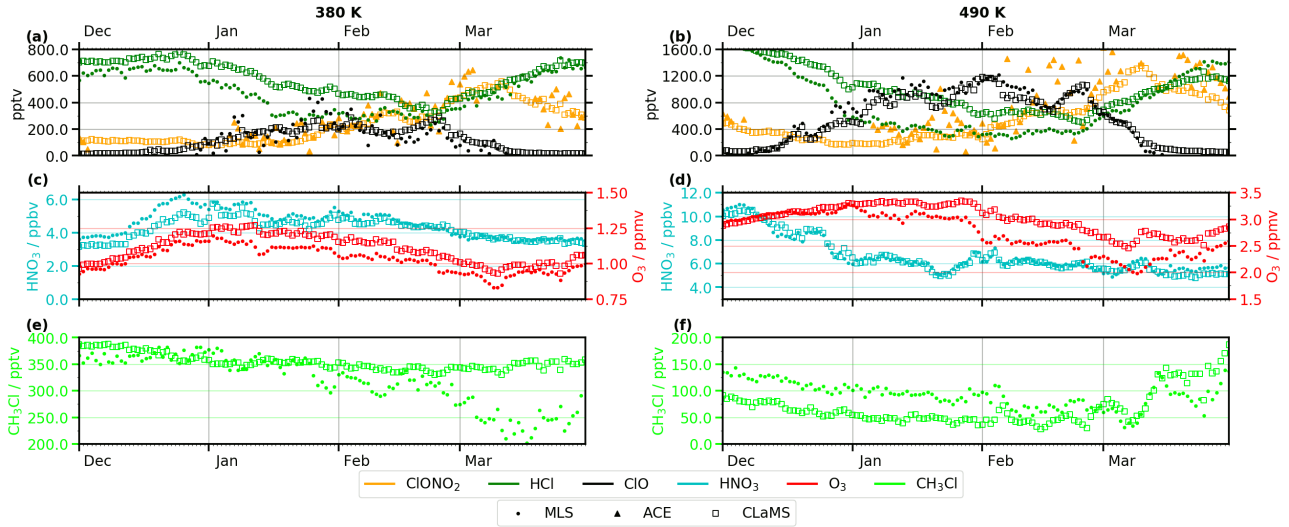 380 K
490 K
Dec Jan Feb Mar
Dec Jan Feb Mar
(a)
800.0
600.0
400.0
200.0
0.0
pptv
(b)
1600.0
1200.0
800.0
400.0
0.0
pptv
(c)
6.0
4.0
2.0
0.0
HNO₃ / ppbv
1.50
1.25
1.00
0.75
O₃ / ppmv
(d)
12.0
10.0
8.0
6.0
4.0
HNO₃ / ppbv
3.5
3.0
2.5
2.0
1.5
O₃ / ppmv
(e)
400.0
350.0
300.0
250.0
200.0
CH₃Cl / pptv
(f)
200.0
150.0
100.0
50.0
0.0
CH₃Cl / pptv
Dec Jan Feb Mar
Dec Jan Feb Mar
ClONO₂ HCl ClO HNO₃ O₃ CH₃Cl
MLS ACE CLaMS